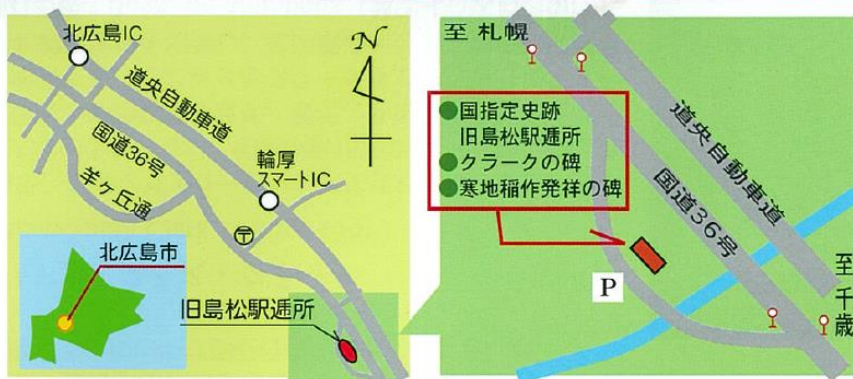 北広島IC
道央自動車道
国道36号
羊ヶ丘通
輪厚
スマートIC
〒
N
北広島市
旧島松駅逓所
至 札幌
●国指定史跡
旧島松駅逓所
●クラークの碑
●寒地稲作発祥の碑
道央自動車道
国道36号
P
至
千歳